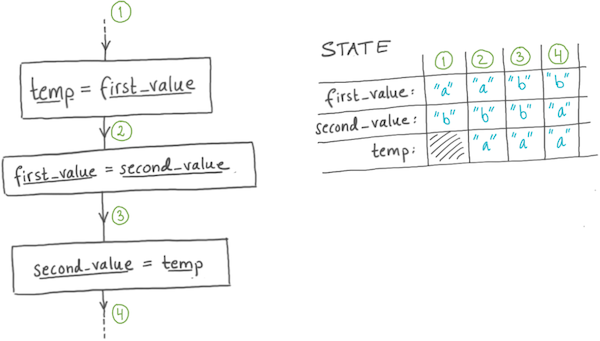 1
temp = first_value
2
first_value = second_value
3
second_value = temp
4
STATE
1 2 3 4
first_value: "a" "a" "b" "b"
second_value: "b" "b" "b" "a"
temp: "a" "a" "a"